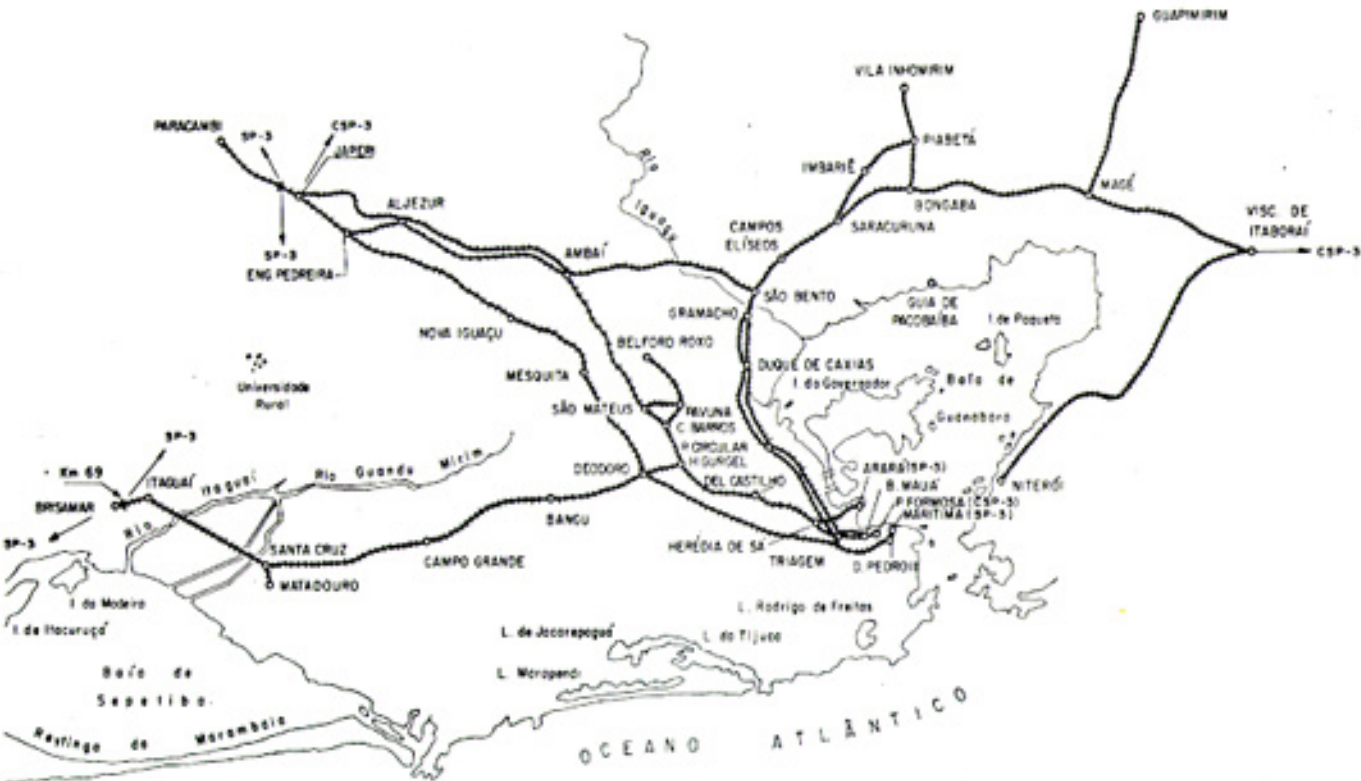 GUAPIMIRIM
VILA INHOMIRIM
PARACAMBI
SP-3
CSP-3
JAPERI
PIABETÁ
IMBARIÊ
Rio Iguaçu
ALJEZUR
MAGÉ
BONGABA
SARACURUNA
VISC. DE
ITABORAÍ
CAMPOS
ELÍSEOS
CSP-3
SP-3
ENG. PEDREIRA
AMBAÍ
SÃO BENTO
GUIA DE
PACOBAÍBA
GRAMACHO
I de Paqueta
NOVA IGUAÇU
BELFORD ROXO
DUQUE DE CAXIAS
Universidade
Rural
MESQUITA
I do Governador
Baía de
Guanabara
SÃO MATEUS
PAVUNA
C. BARROS
SP-3
P. CIRCULAR
H GURGEL
Km 69
ITAGUAÍ
Rio Itaguaí
Rio Guandu Mirim
DEODORO
DEL CASTILHO
ARARÁ (SP-3)
NITERÓI
B. MAUÁ
P. FORMOSA (CSP-3)
MARÍTIMA (SP-3)
BRISAMAR
BANGU
SP-3
SANTA CRUZ
CAMPO GRANDE
HERÉDIA DE SÁ
TRIAGEM
D. PEDRO II
MATADOURO
I da Madeira
I. de Itacuruçá
L. Rodrigo de Freitas
L. de Jacarepaguá
L. da Tijuca
L. Marapendi
Baía de
Sepetiba.
Restinga da Marambaia
OCEANO ATLÂNTICO